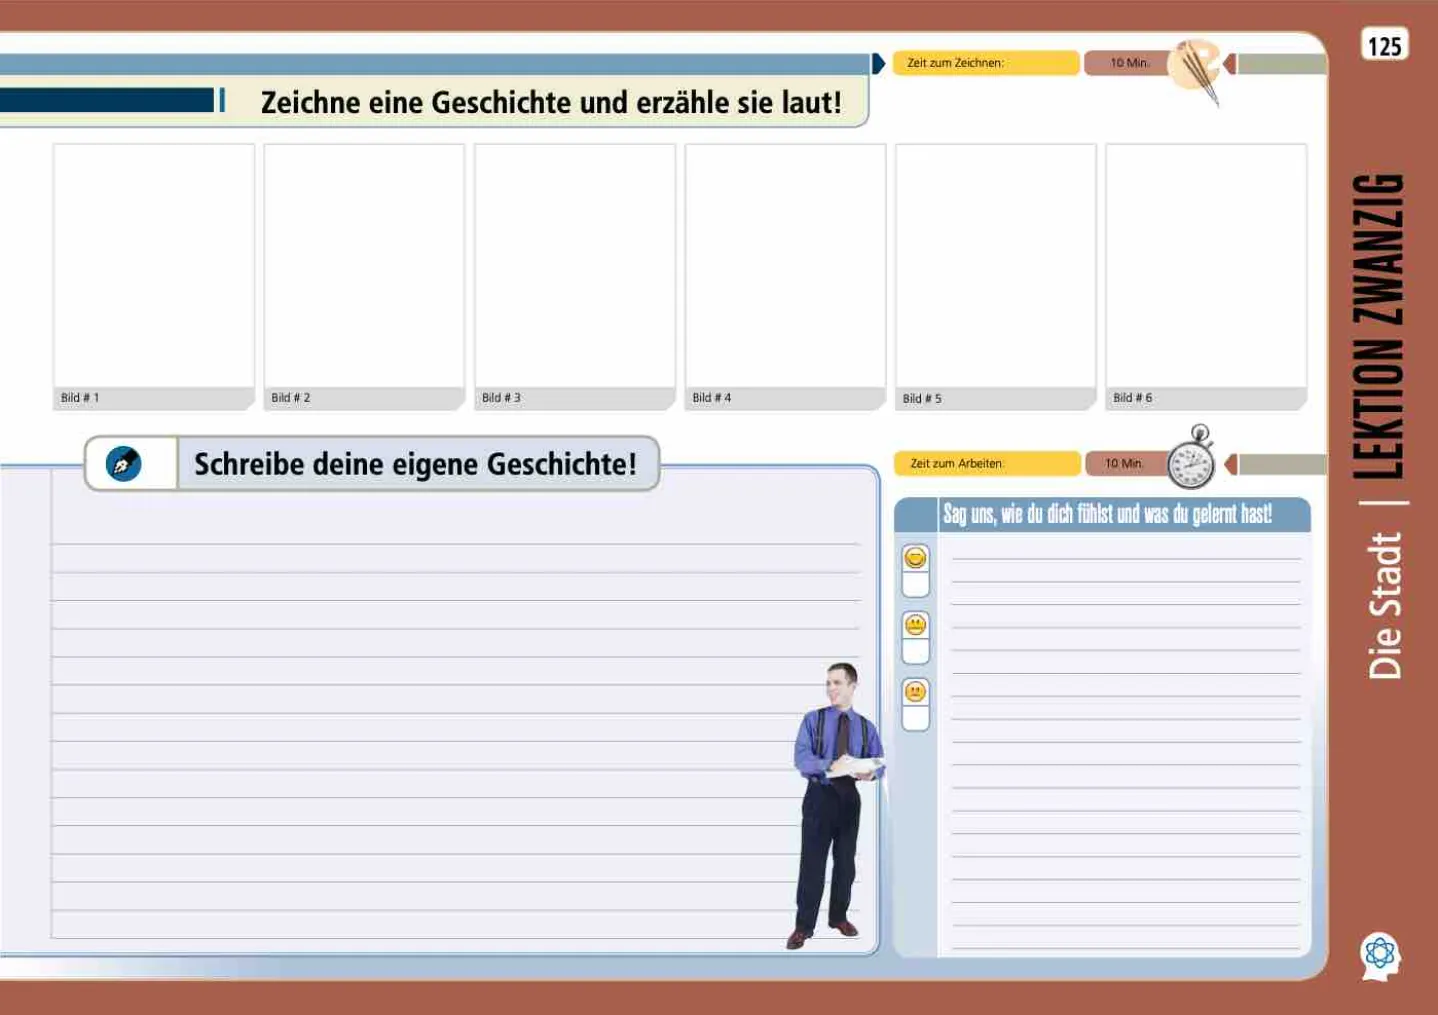 125
Zeit zum Zeichnen:
10 Min.
Zeichne eine Geschichte und erzähle sie laut!
Bild # 1
Bild # 2
Bild # 3
Bild # 4
Bild # 5
Bild # 6
Schreibe deine eigene Geschichte!
Zeit zum Arbeiten:
10 Min.
Sag uns, wie du dich fühlst und was du gelernt hast!
Die Stadt | LEKTION ZWANZIG